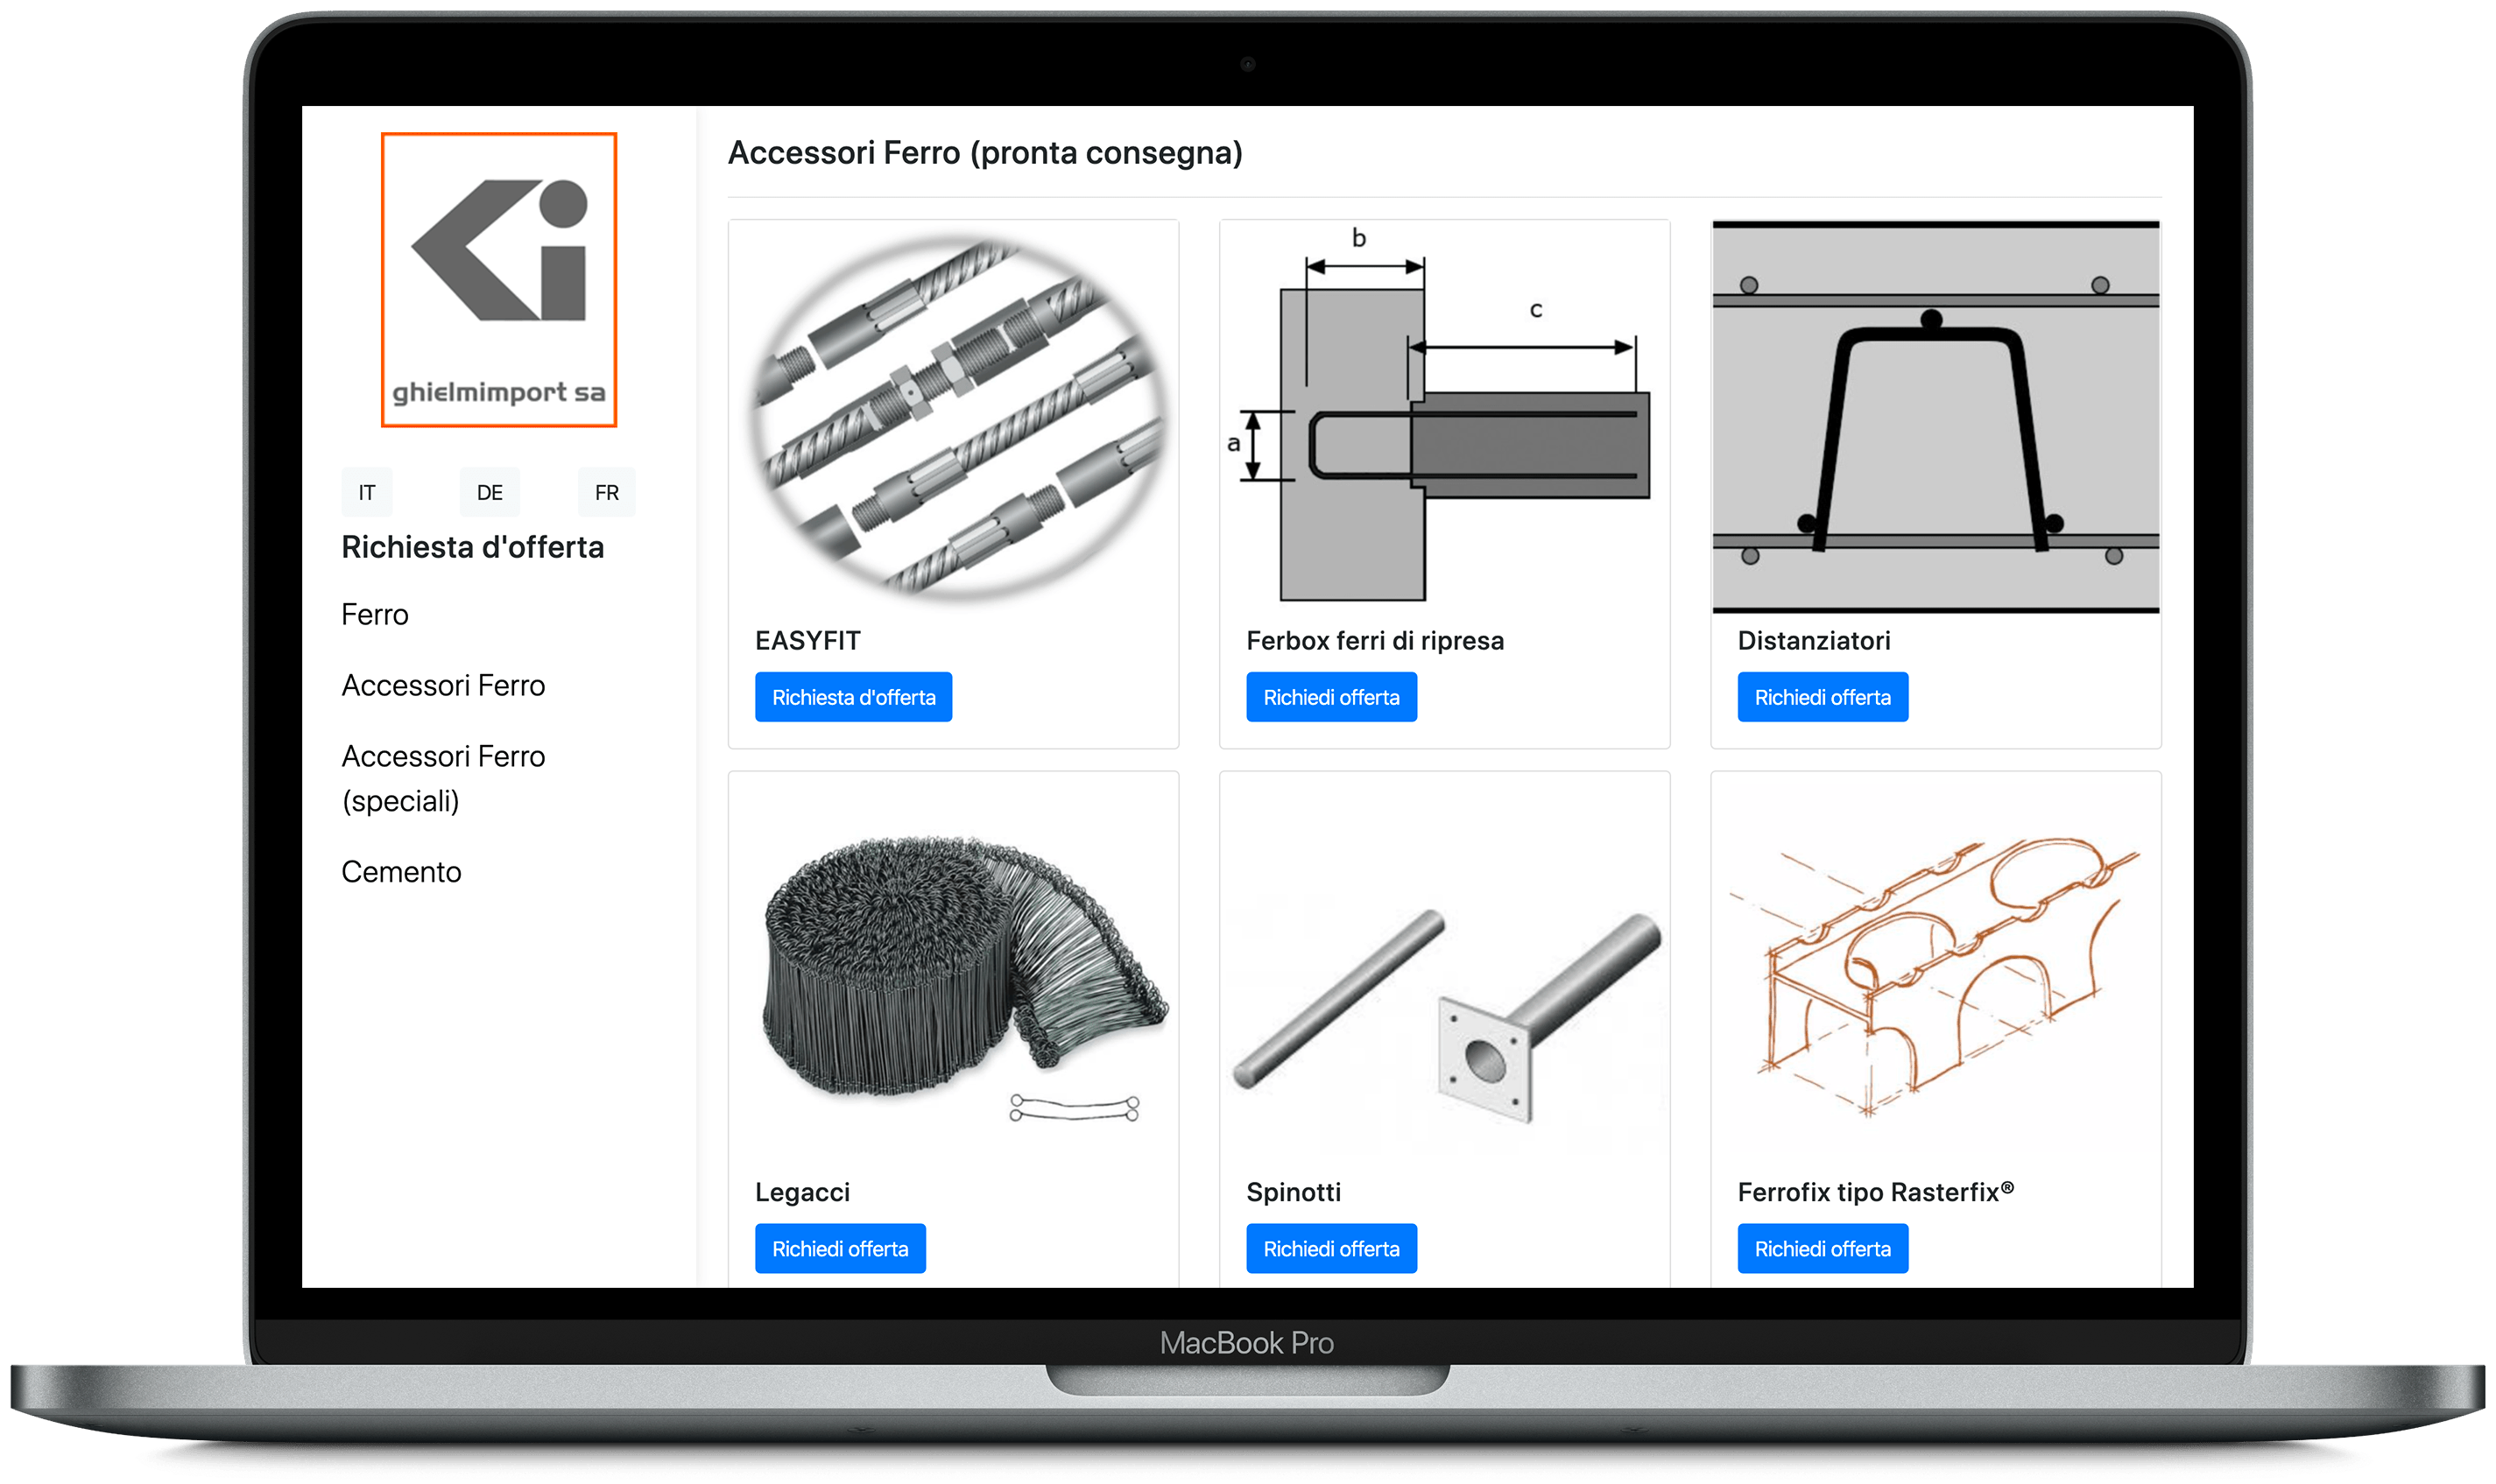 ghielmimport sa
IT DE FR
Richiesta d'offerta
Ferro
Accessori Ferro
Accessori Ferro
(speciali)
Cemento
Accessori Ferro (pronta consegna)
EASYFIT
Richiesta d'offerta
b
c
a
Ferbox ferri di ripresa
Richiedi offerta
Distanziatori
Richiedi offerta
Legacci
Richiedi offerta
Spinotti
Richiedi offerta
Ferrofix tipo Rasterfix®
Richiedi offerta
MacBook Pro